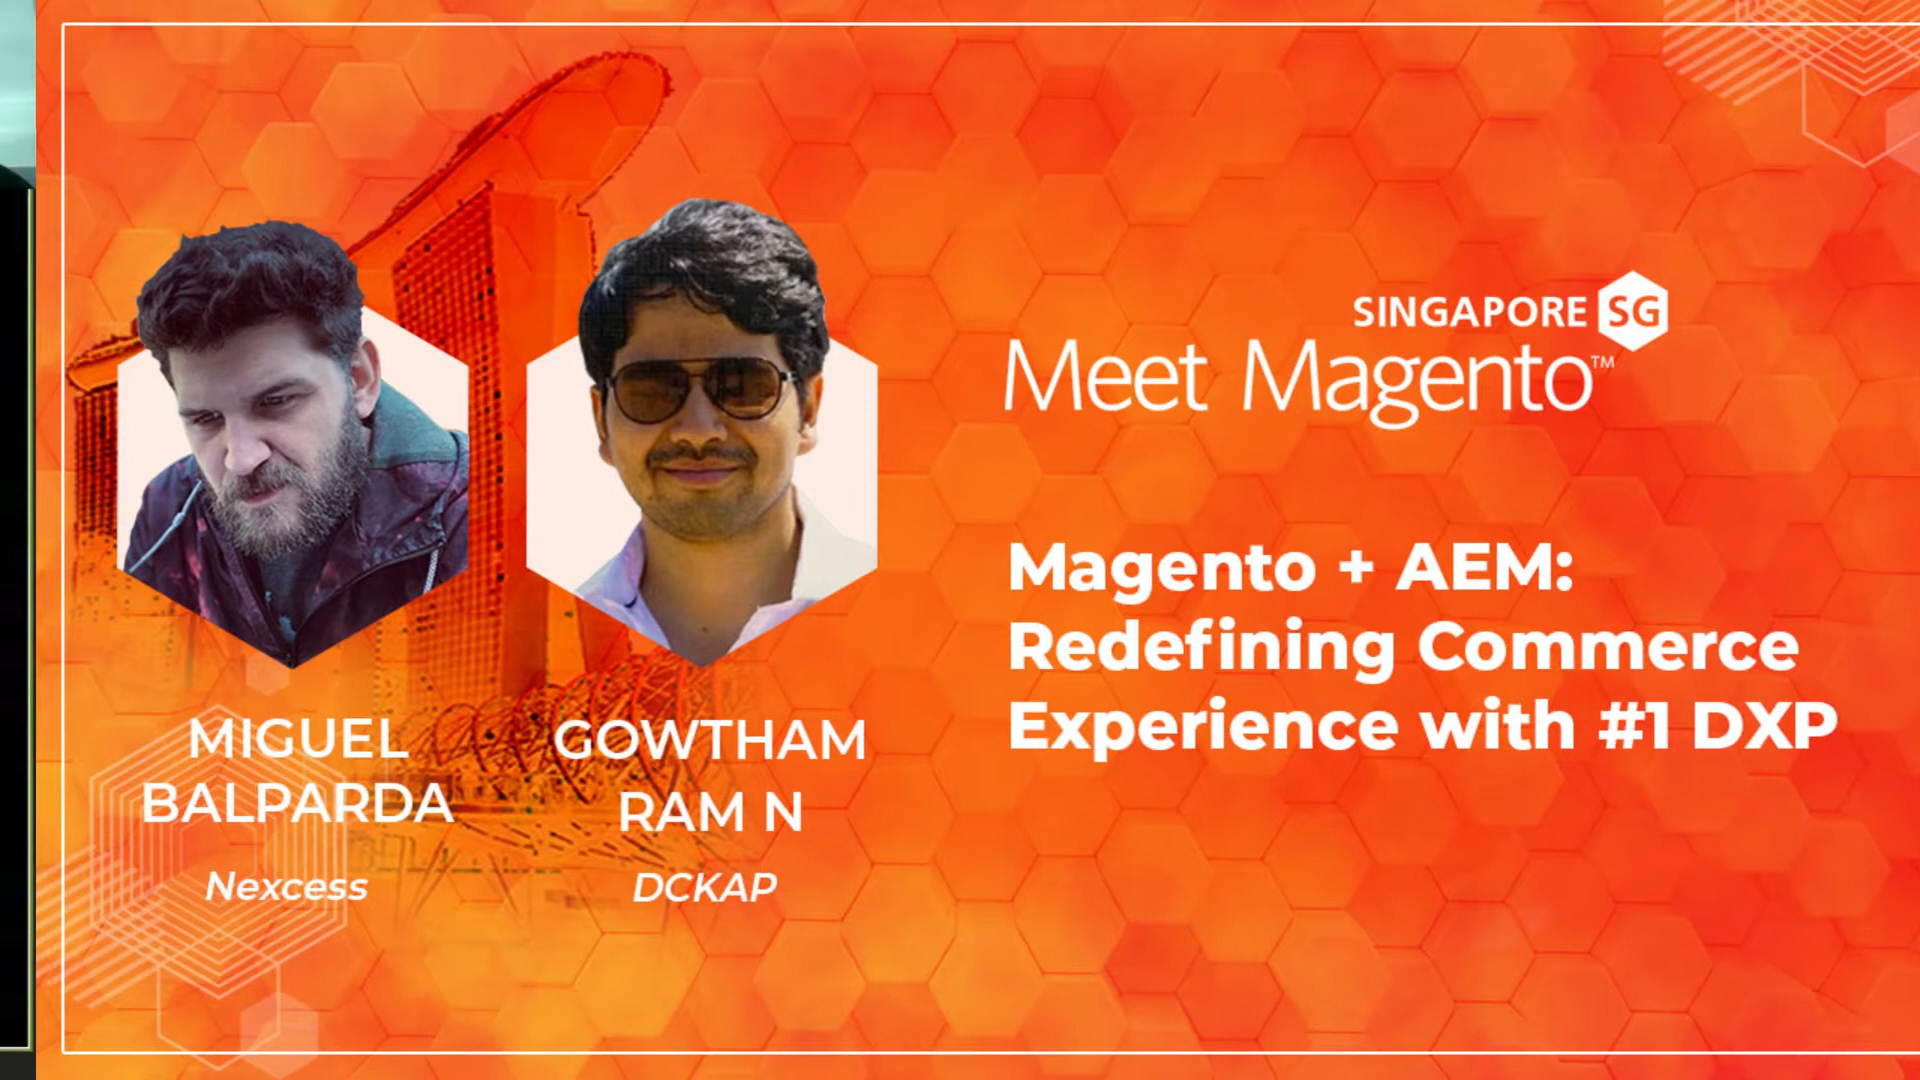 MIGUEL
BALPARDA
Nexcess
GOWTHAM
RAM N
DCKAP
SINGAPORE SG
Meet Magento™
Magento + AEM:
Redefining Commerce
Experience with #1 DXP